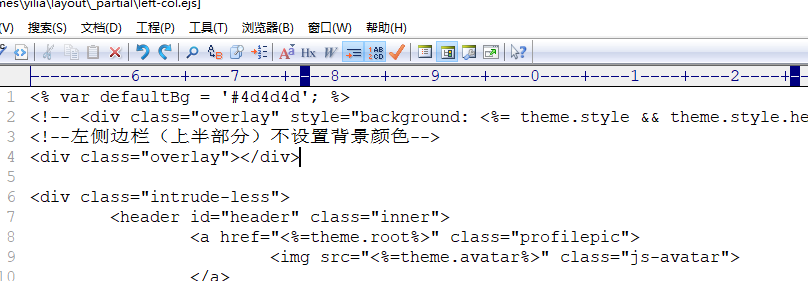 mes\yilia\layout\_partial\left-col.ejs]
(V) 搜索(S) 文档(D) 工程(P) 工具(T) 浏览器(B) 窗口(W) 帮助(H)
6 7 8 9 0 1 2
1 <% var defaultBg = '#4d4d4d'; %>
2 <!-- <div class="overlay" style="background: <%= theme.style && theme.style.he
3 <!--左侧边栏（上半部分）不设置背景颜色-->
4 <div class="overlay"></div>
5
6 <div class="intrude-less">
7 <header id="header" class="inner">
8 <a href="<%=theme.root%>" class="profilepic">
9 <img src="<%=theme.avatar%>" class="js-avatar">
10 </a>